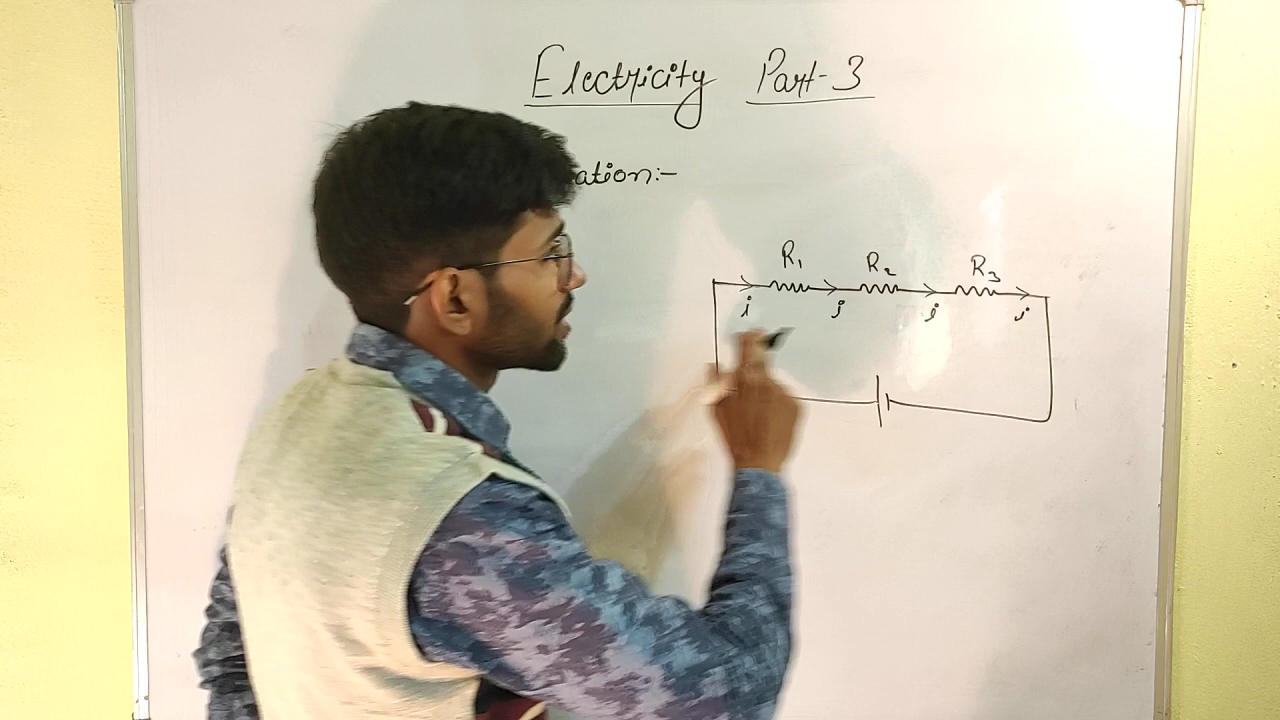 Electricity Part-3
ation:-
R₁ R₂ R₃
i i i i